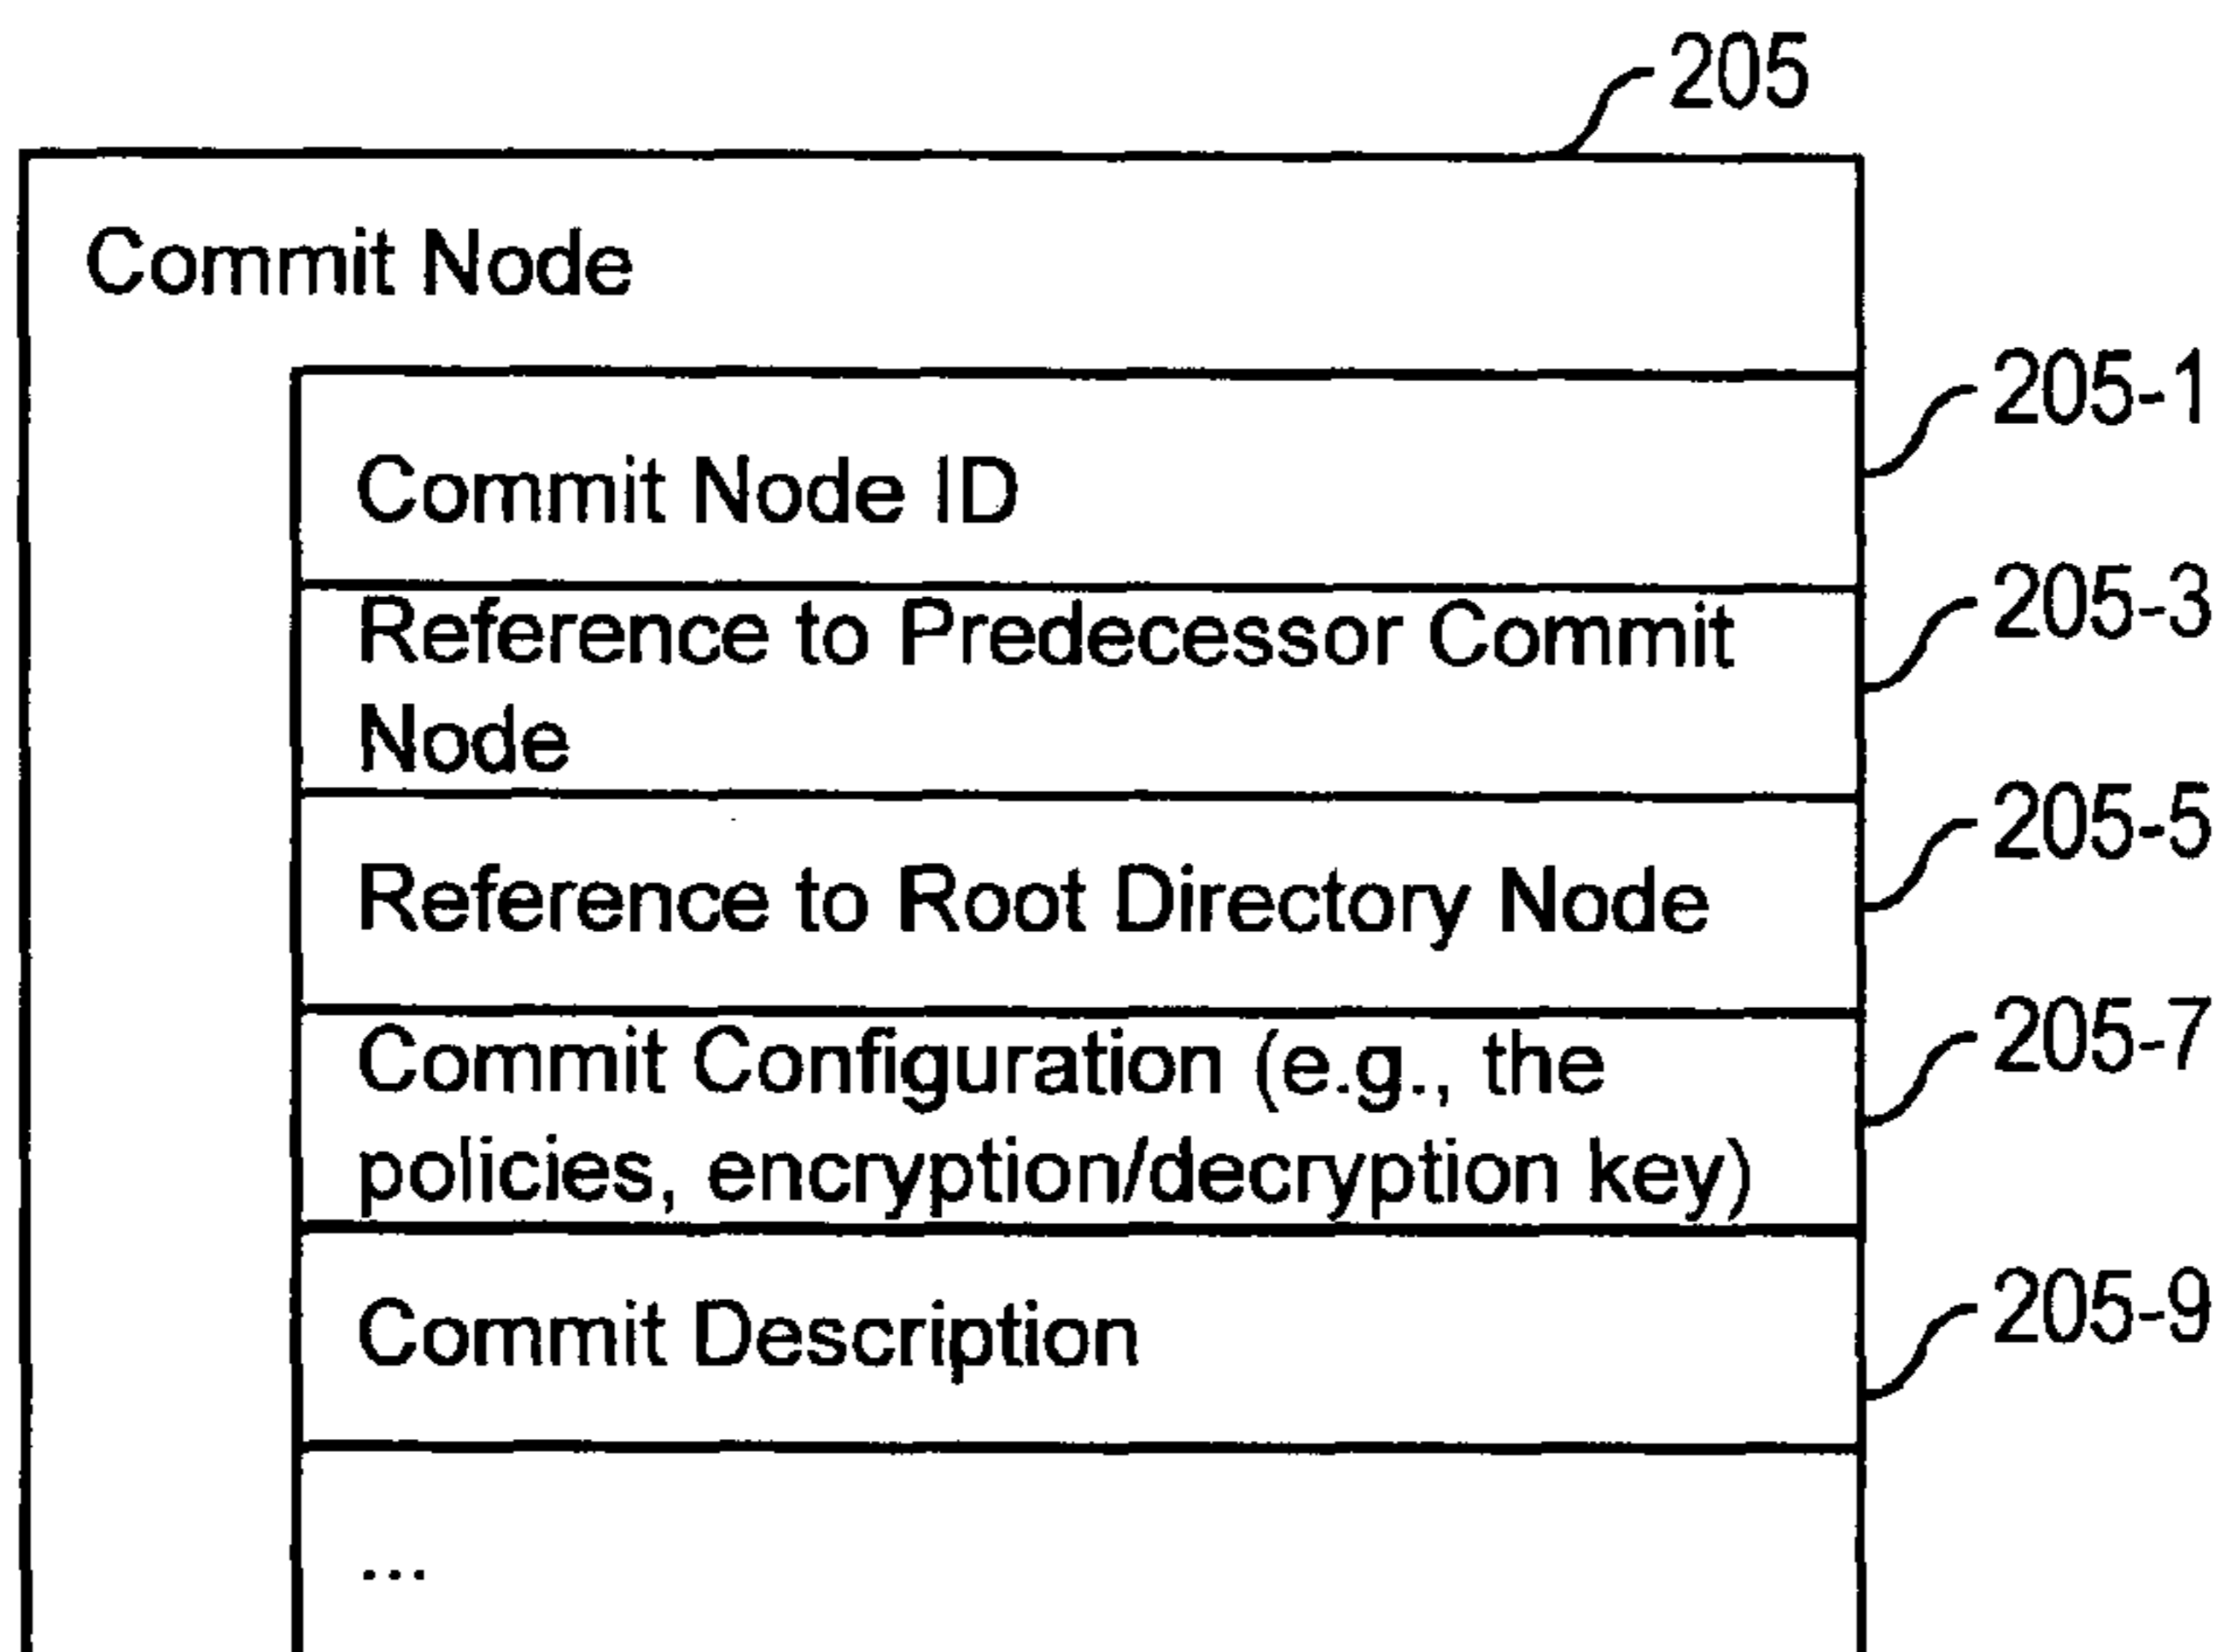 205
Commit Node
205-1
Commit Node ID
205-3
Reference to Predecessor Commit
Node
205-5
Reference to Root Directory Node
205-7
Commit Configuration (e.g., the
policies, encryption/decryption key)
205-9
Commit Description
...